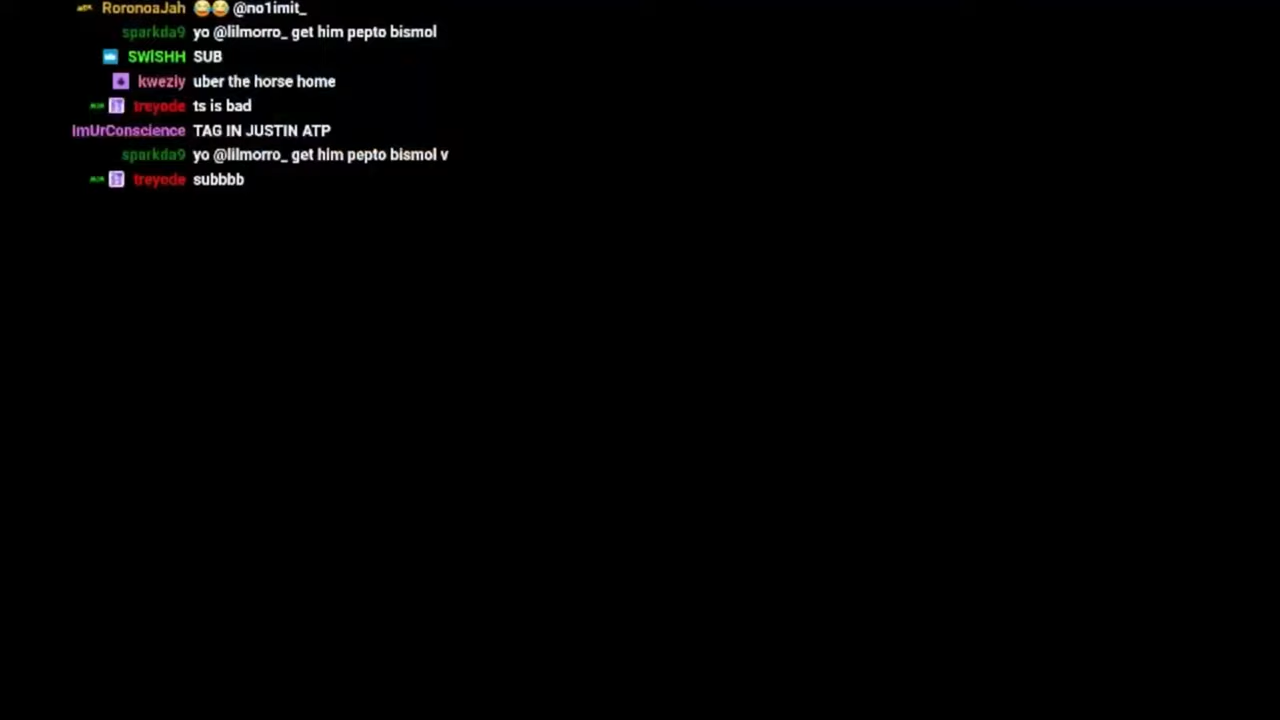 RoronoaJah 😂😂 @no1imit_
sparkda9 yo @lilmorro_ get him pepto bismol
SWISHH SUB
kweziy uber the horse home
treyode ts is bad
ImUrConscience TAG IN JUSTIN ATP
sparkda9 yo @lilmorro_ get him pepto bismol v
treyode subbbb